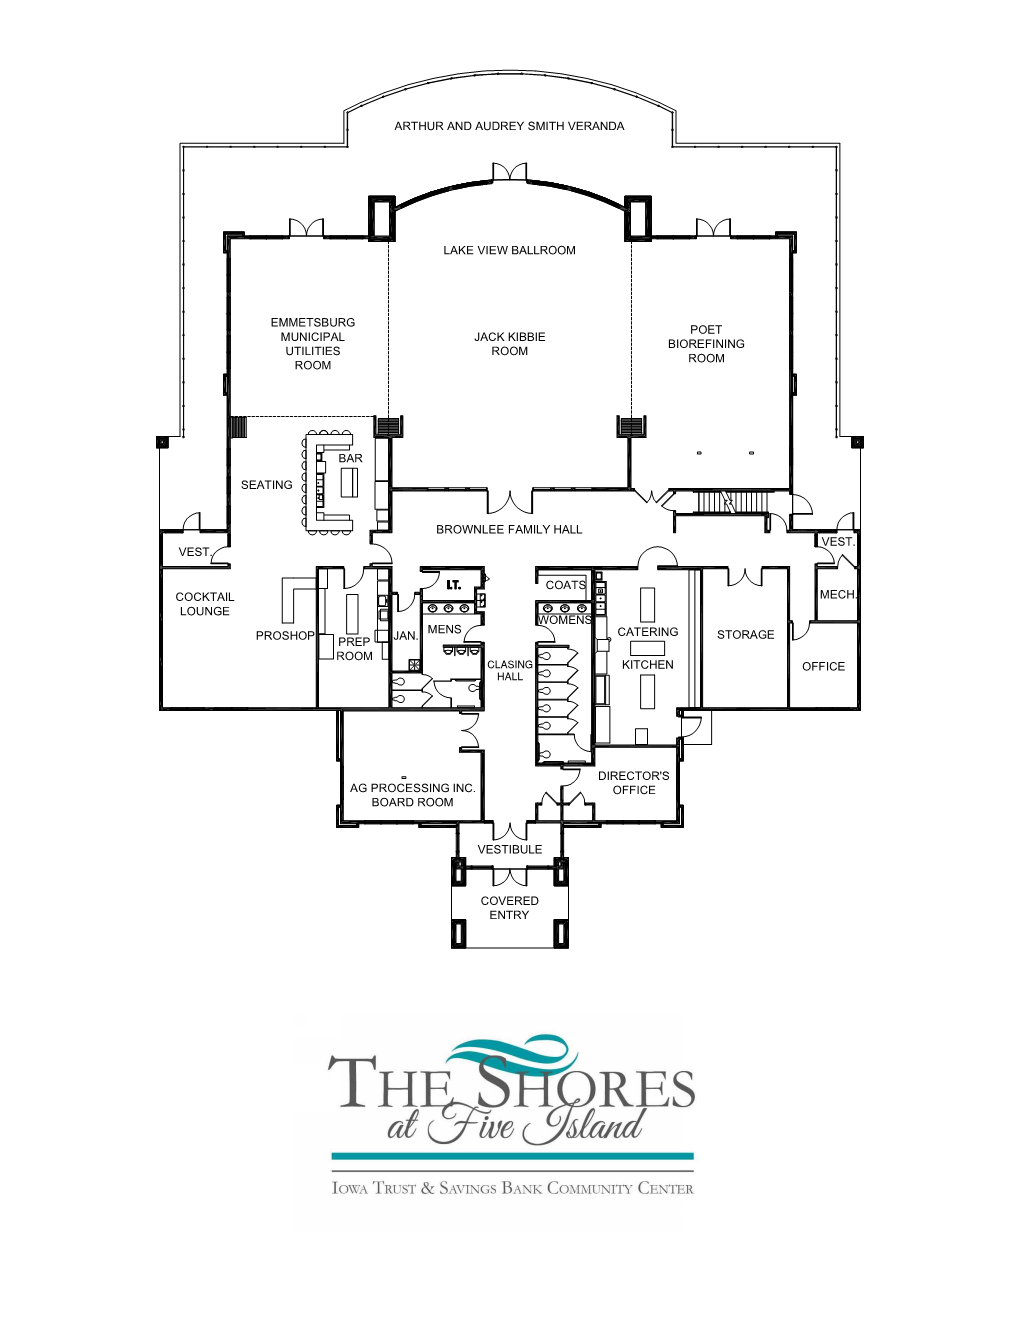 ARTHUR AND AUDREY SMITH VERANDA
LAKE VIEW BALLROOM
EMMETSBURG
MUNICIPAL
UTILITIES
ROOM
JACK KIBBIE
ROOM
POET
BIOREFINING
ROOM
BAR
SEATING
BROWNLEE FAMILY HALL
VEST.
VEST.
COCKTAIL
LOUNGE
PROSHOP
PREP
ROOM
JAN.
LT.
MENS
COATS
WOMENS
CLASING
HALL
CATERING
KITCHEN
STORAGE
MECH.
OFFICE
AG PROCESSING INC.
BOARD ROOM
DIRECTOR'S
OFFICE
VESTIBULE
COVERED
ENTRY
THE SHORES
at Five Island
IOWA TRUST & SAVINGS BANK COMMUNITY CENTER